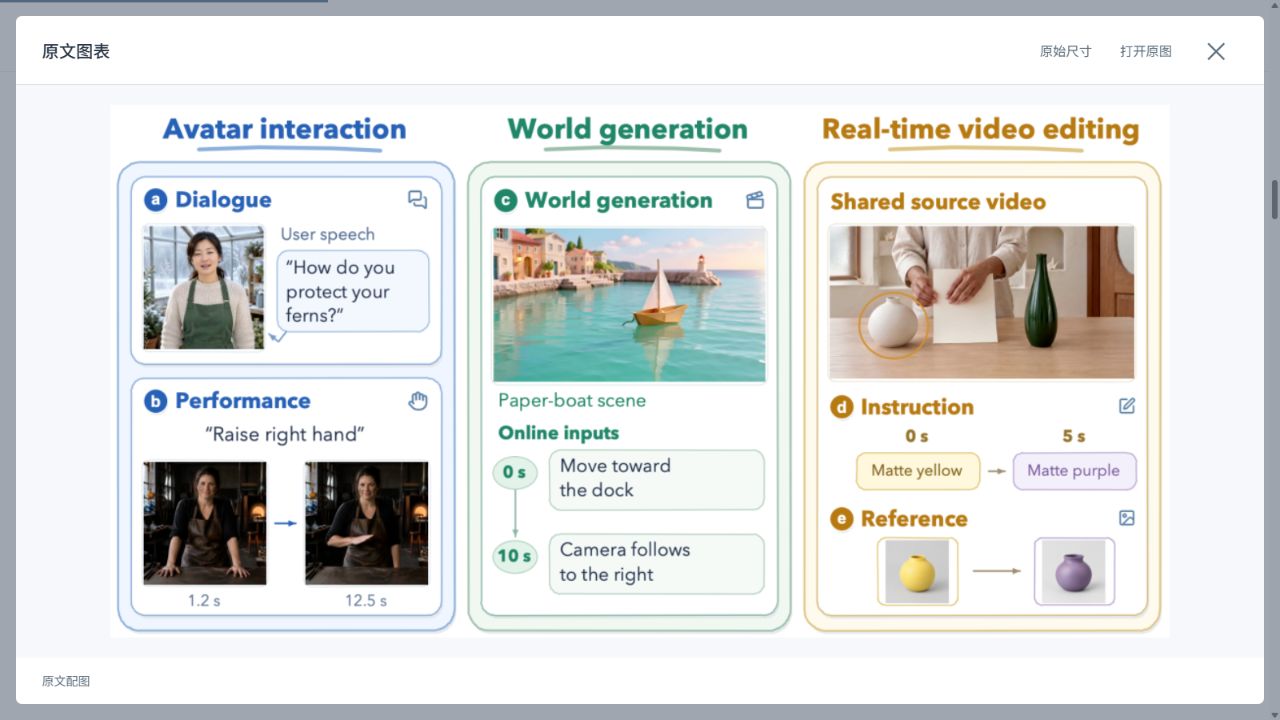 原文图表
原始尺寸
打开原图
Avatar interaction
a Dialogue
User speech
“How do you
protect your
ferns?”
b Performance
“Raise right hand”
1.2 s
12.5 s
World generation
c World generation
Paper-boat scene
Online inputs
0 s
Move toward
the dock
10 s
Camera follows
to the right
Real-time video editing
Shared source video
d Instruction
0 s
5 s
Matte yellow
Matte purple
e Reference
原文配图